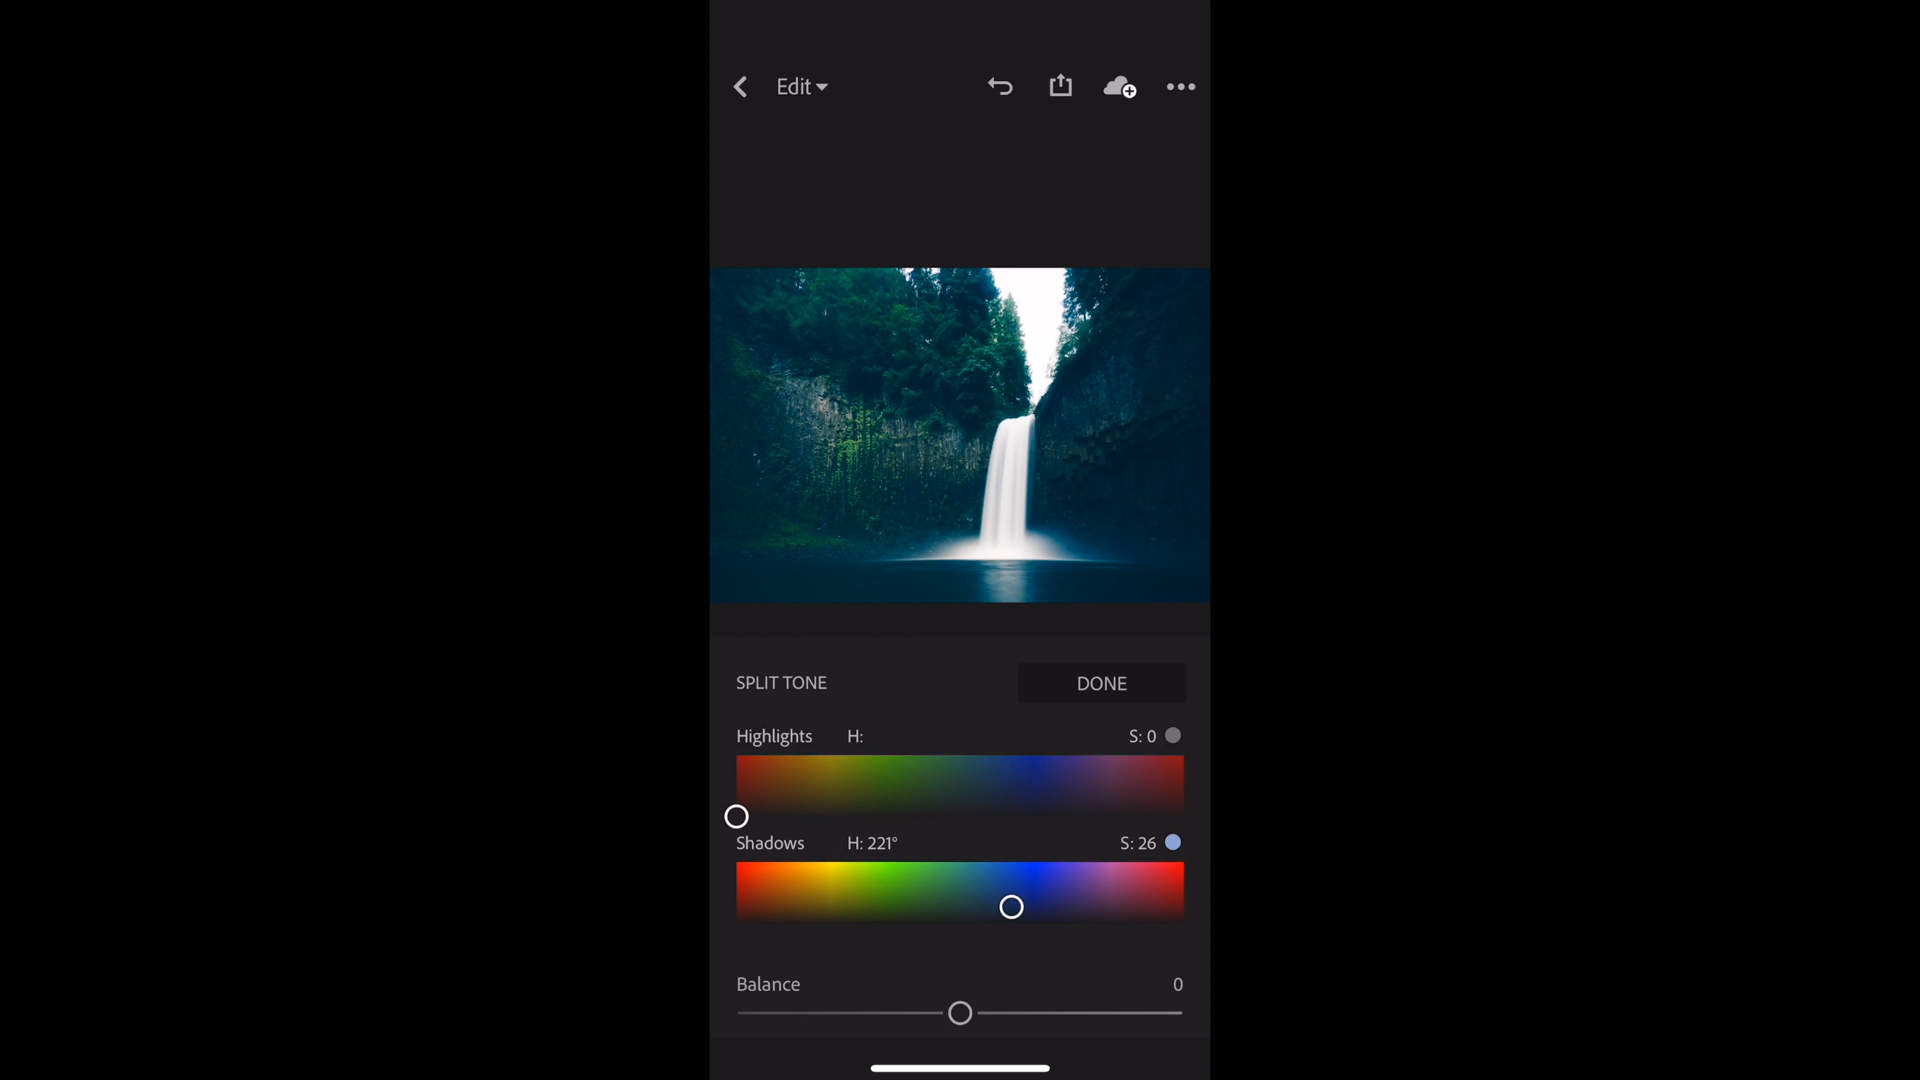 Edit
SPLIT TONE
DONE
Highlights H: S: 0
Shadows H: 221° S: 26
Balance 0